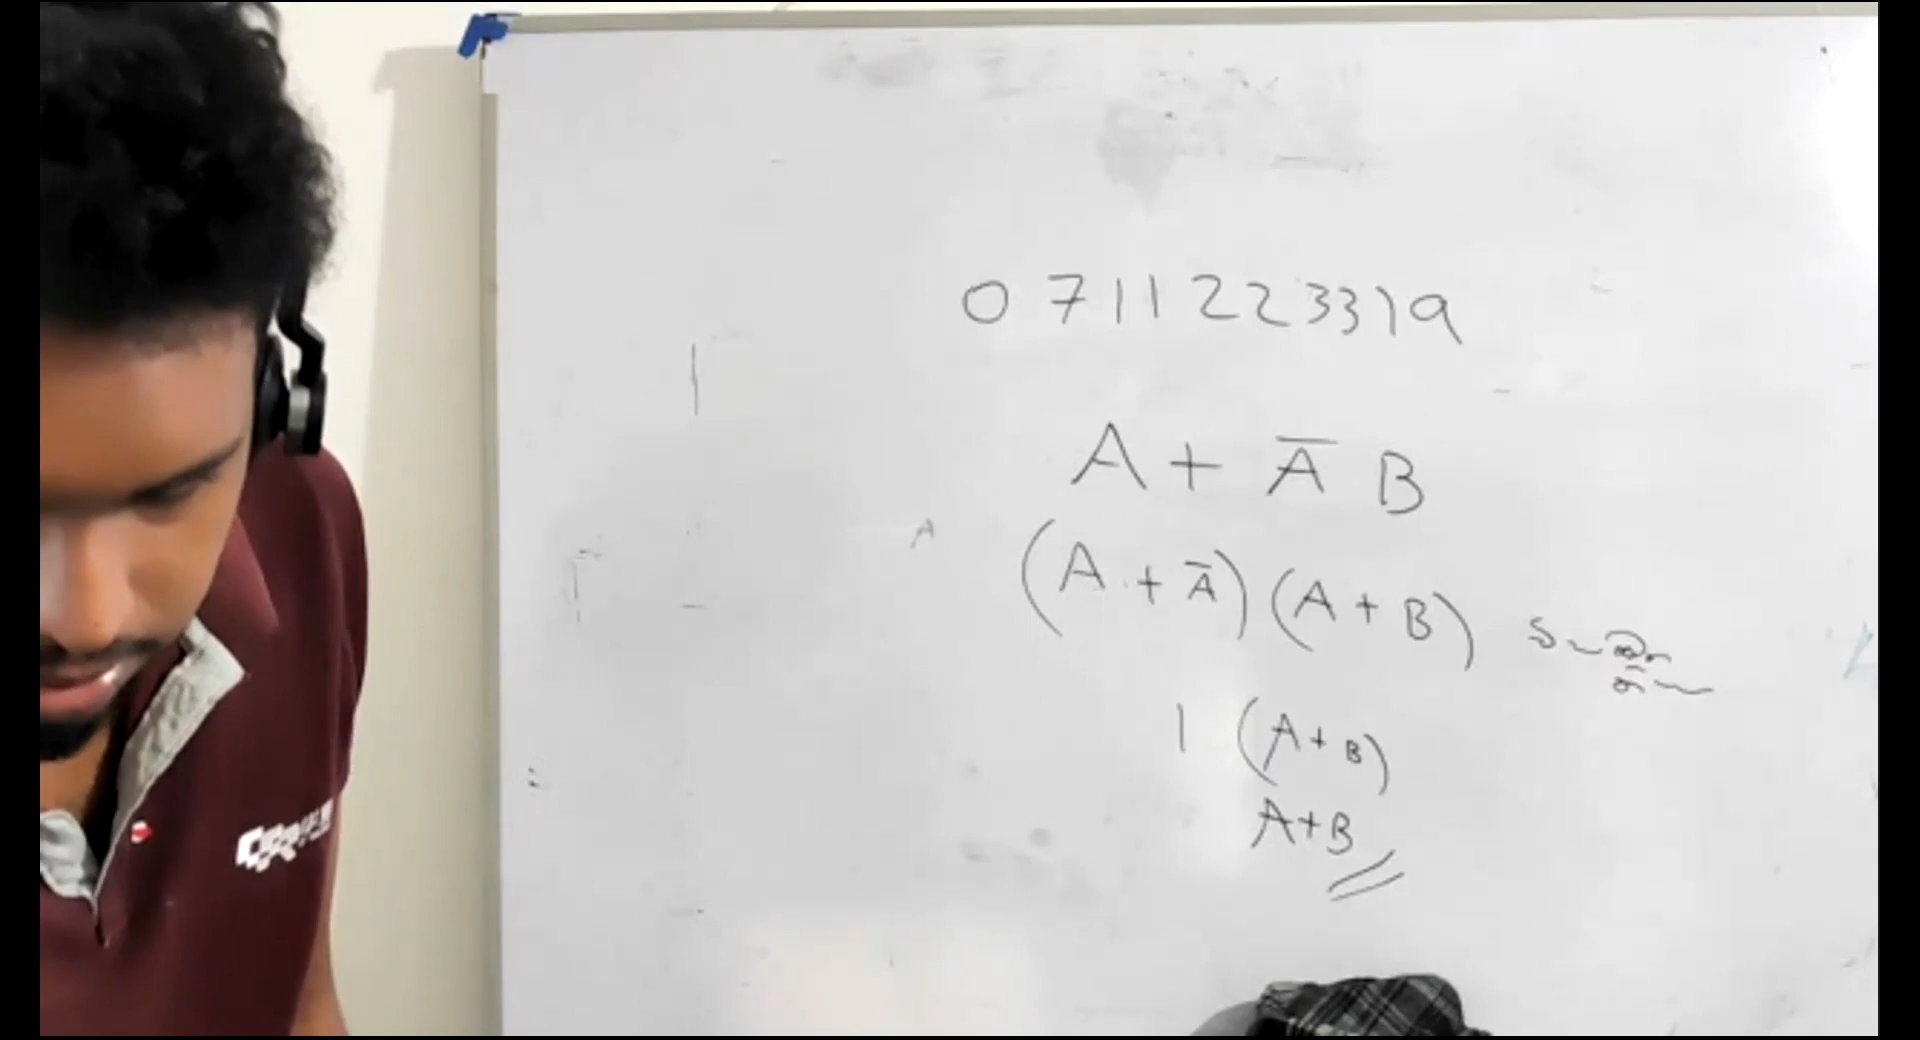 0711223319
A + A̅ B
(A + A̅) (A + B)
1 (A+B)
A+B